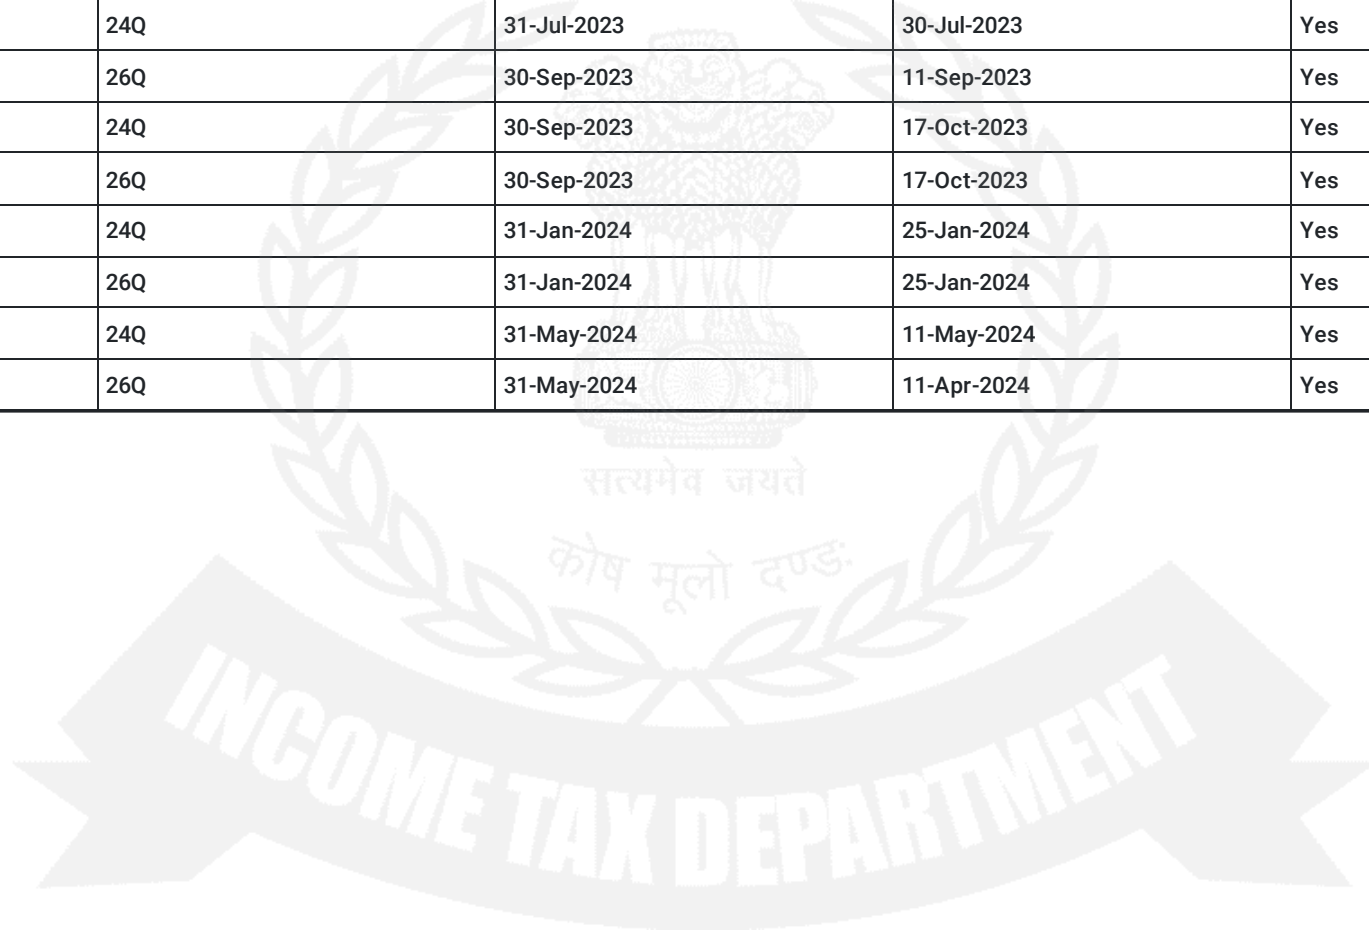 24Q 31-Jul-2023 30-Jul-2023 Yes
26Q 30-Sep-2023 11-Sep-2023 Yes
24Q 30-Sep-2023 17-Oct-2023 Yes
26Q 30-Sep-2023 17-Oct-2023 Yes
24Q 31-Jan-2024 25-Jan-2024 Yes
26Q 31-Jan-2024 25-Jan-2024 Yes
24Q 31-May-2024 11-May-2024 Yes
26Q 31-May-2024 11-Apr-2024 Yes
सत्यमेव जयते
कोष मूलो दण्डः
INCOME TAX DEPARTMENT